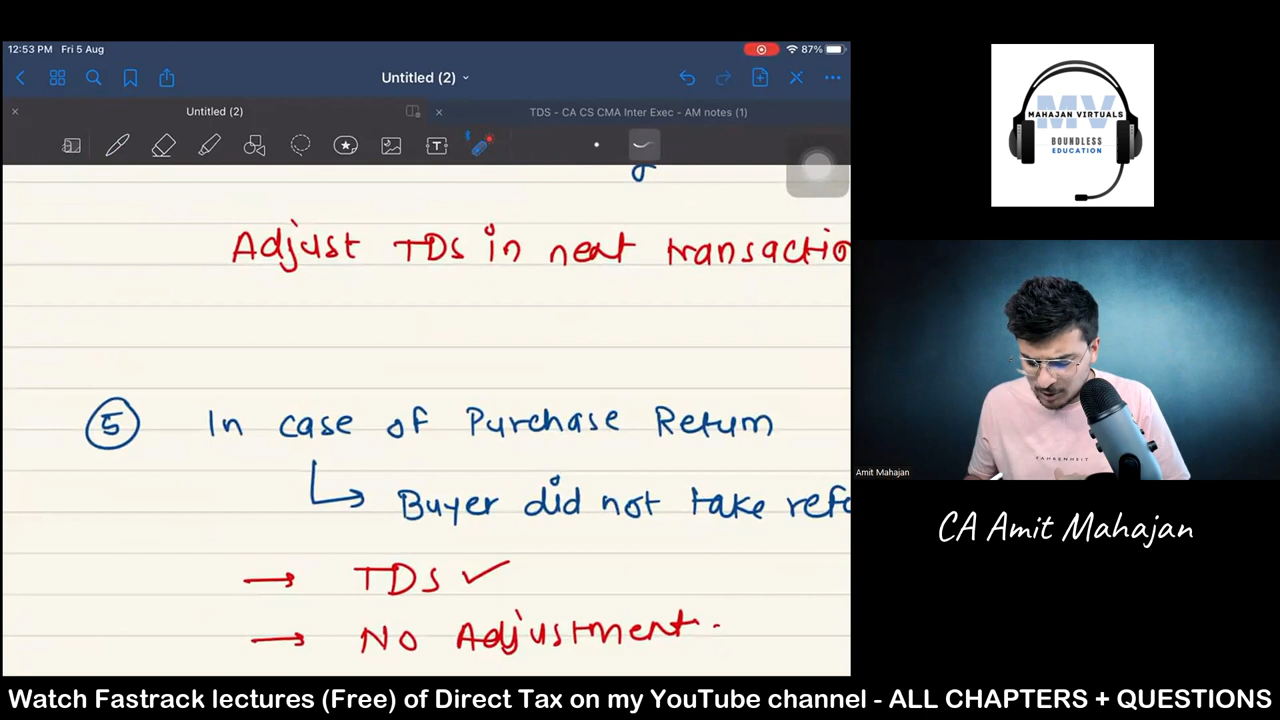 12:53 PM Fri 5 Aug
87%
Untitled (2)
Untitled (2)
TDS - CA CS CMA Inter Exec - AM notes (1)
Adjust TDS in next transactio
5 In case of Purchase Return
Buyer did not take refu
→ TDS ✓
→ No Adjustment.
MV
MAHAJAN VIRTUALS
BOUNDLESS
EDUCATION
FAHRENHEIT
Amit Mahajan
CA Amit Mahajan
Watch Fastrack lectures (Free) of Direct Tax on my YouTube channel - ALL CHAPTERS + QUESTIONS